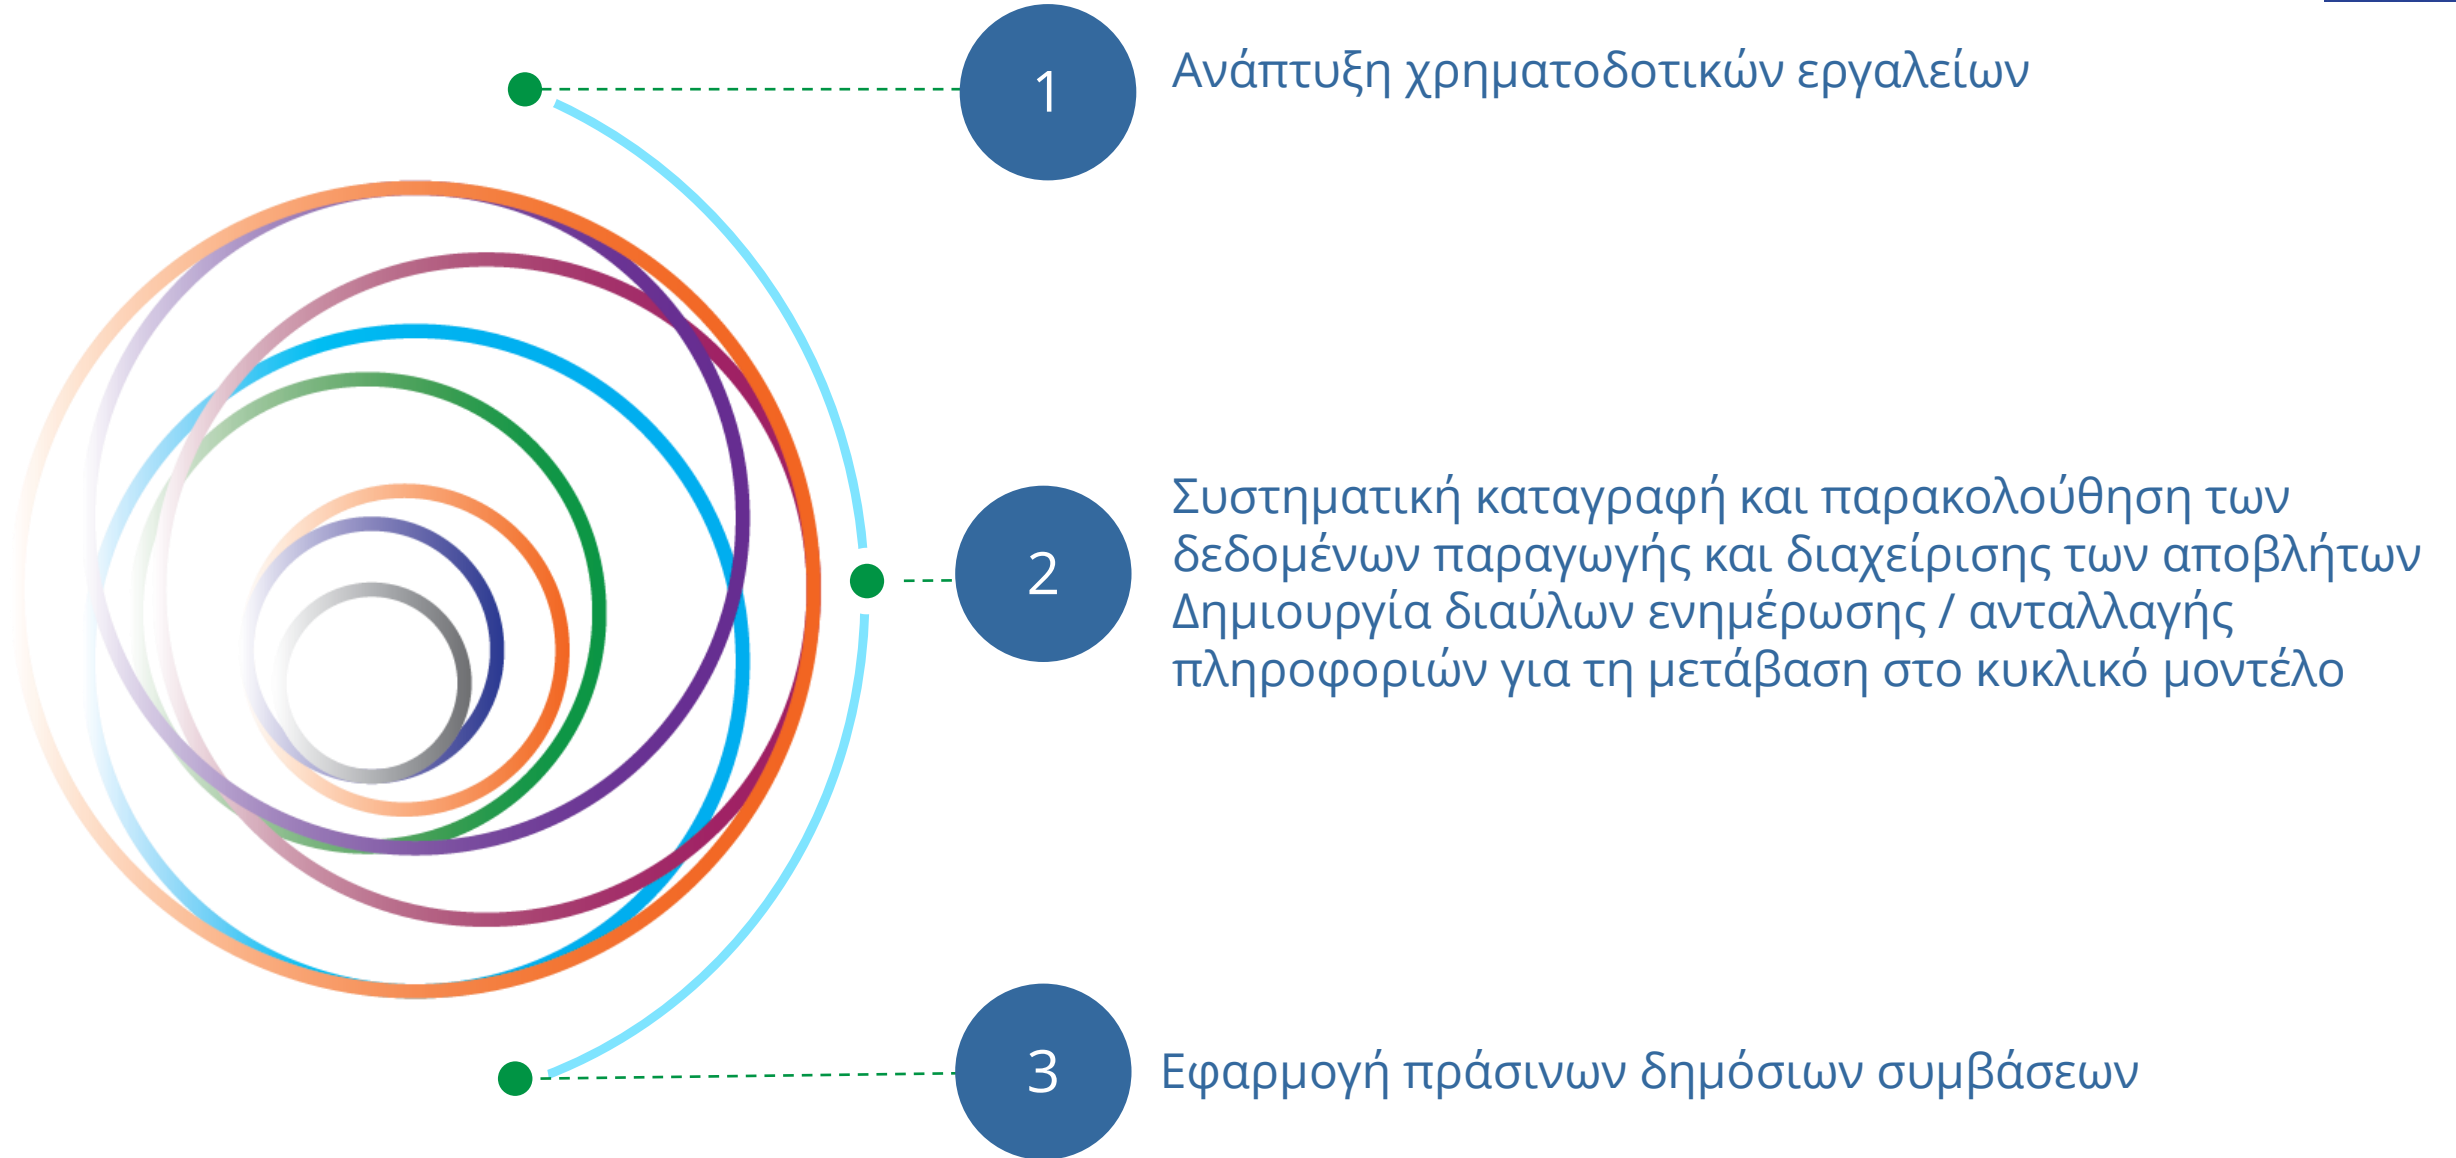 1
Ανάπτυξη χρηματοδοτικών εργαλείων
2
Συστηματική καταγραφή και παρακολούθηση των
δεδομένων παραγωγής και διαχείρισης των αποβλήτων
Δημιουργία διαύλων ενημέρωσης / ανταλλαγής
πληροφοριών για τη μετάβαση στο κυκλικό μοντέλο
3
Εφαρμογή πράσινων δημόσιων συμβάσεων